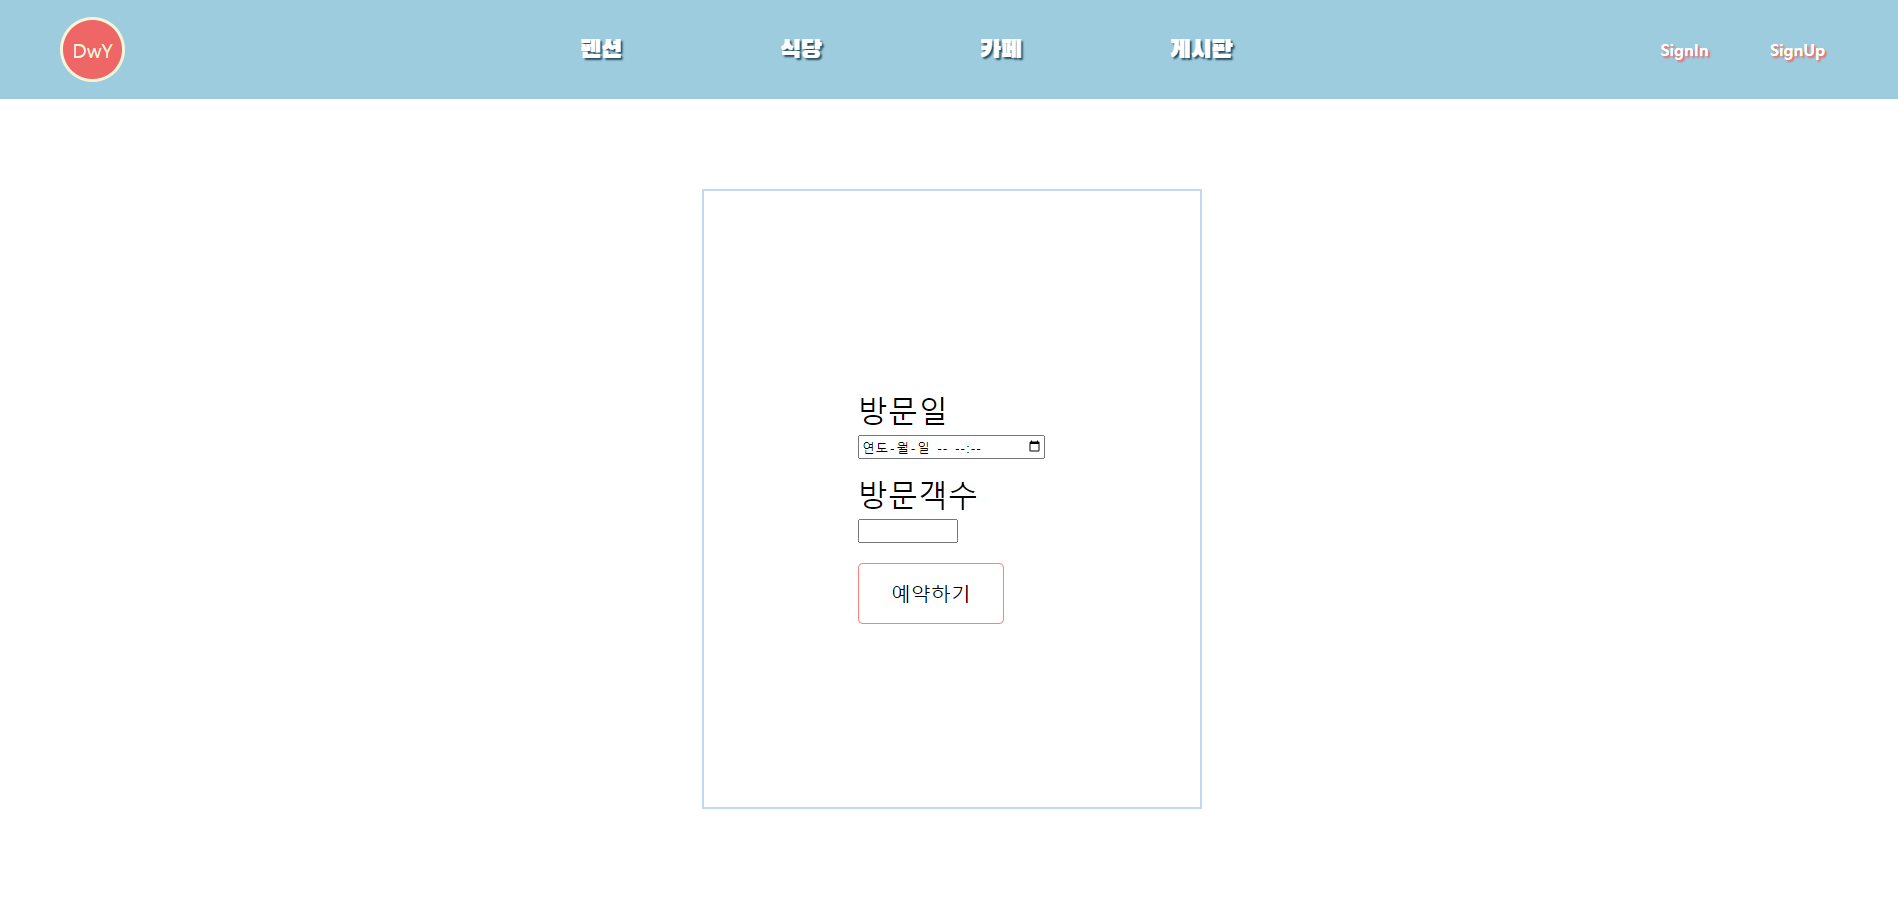 DwY
펜션 식당 카페 게시판
SignIn SignUp
방문일
연도-월-일 -- --:--
방문객수
예약하기